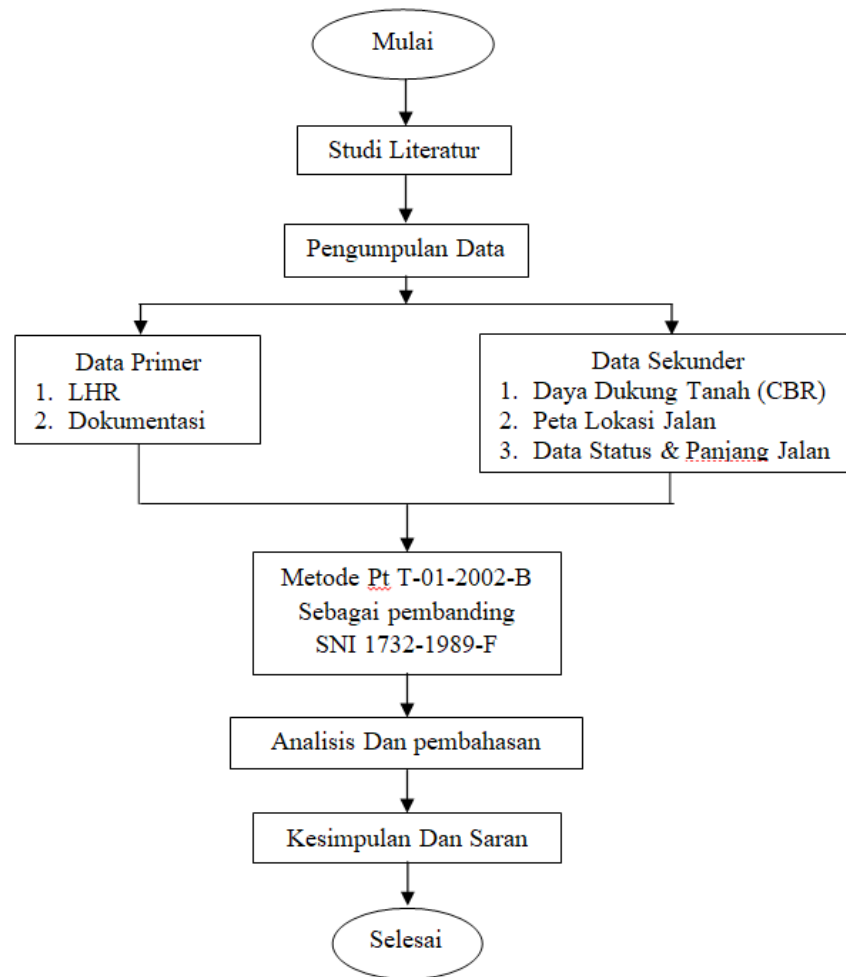 Mulai
Studi Literatur
Pengumpulan Data
Data Primer
1. LHR
2. Dokumentasi
Data Sekunder
1. Daya Dukung Tanah (CBR)
2. Peta Lokasi Jalan
3. Data Status & Panjang Jalan
Metode Pt T-01-2002-B
Sebagai pembanding
SNI 1732-1989-F
Analisis Dan pembahasan
Kesimpulan Dan Saran
Selesai